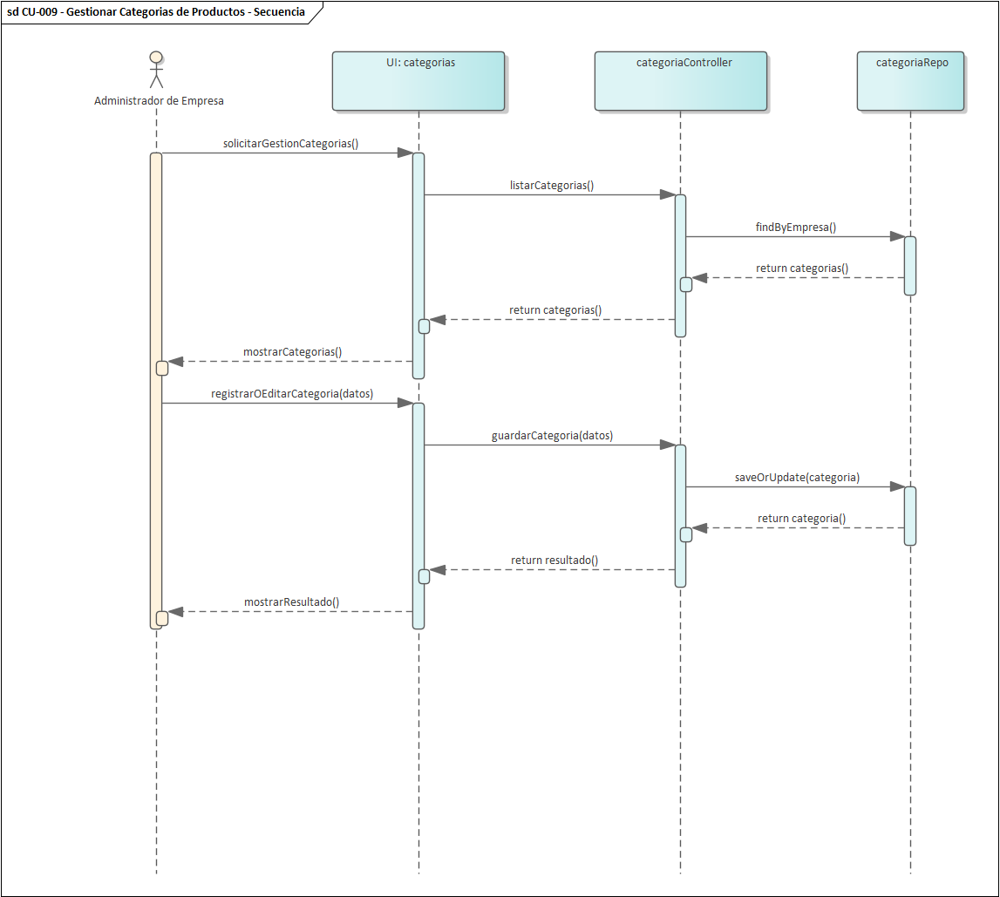 sd CU-009 - Gestionar Categorias de Productos - Secuencia
Administrador de Empresa
UI: categorias
categoriaController
categoriaRepo
solicitarGestionCategorias()
listarCategorias()
findByEmpresa()
return categorias()
return categorias()
mostrarCategorias()
registrarOEditarCategoria(datos)
guardarCategoria(datos)
saveOrUpdate(categoria)
return categoria()
return resultado()
mostrarResultado()